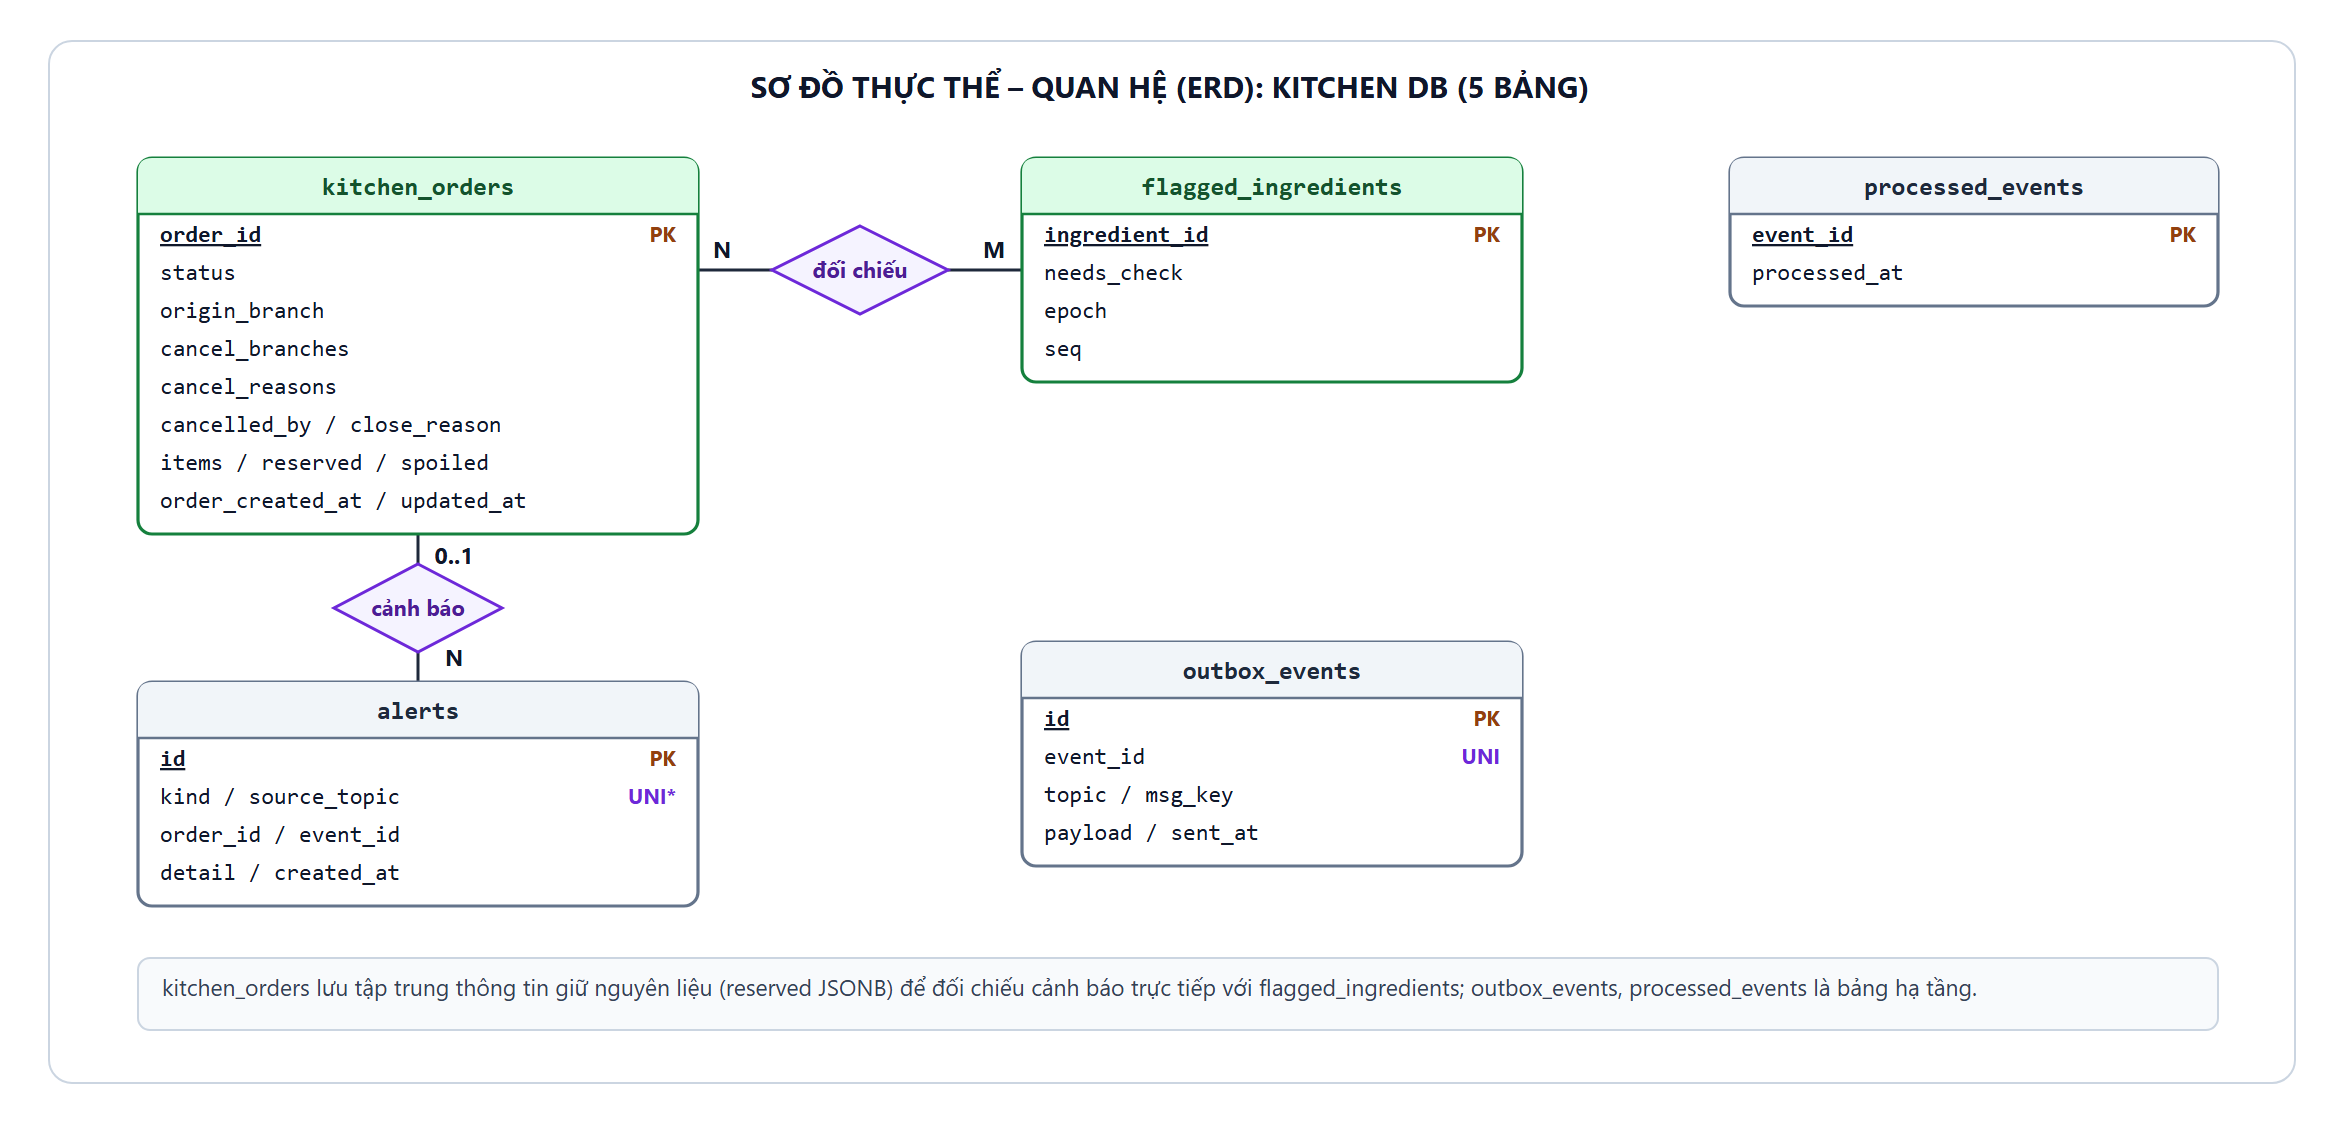 SƠ ĐỒ THỰC THỂ – QUAN HỆ (ERD): KITCHEN DB (5 BẢNG)
kitchen_orders
order_id PK
status
origin_branch
cancel_branches
cancel_reasons
cancelled_by / close_reason
items / reserved / spoiled
order_created_at / updated_at
N
đối chiếu
M
flagged_ingredients
ingredient_id PK
needs_check
epoch
seq
processed_events
event_id PK
processed_at
0..1
cảnh báo
N
alerts
id PK
kind / source_topic UNI*
order_id / event_id
detail / created_at
outbox_events
id PK
event_id UNI
topic / msg_key
payload / sent_at
kitchen_orders lưu tập trung thông tin giữ nguyên liệu (reserved JSONB) để đối chiếu cảnh báo trực tiếp với flagged_ingredients; outbox_events, processed_events là bảng hạ tầng.